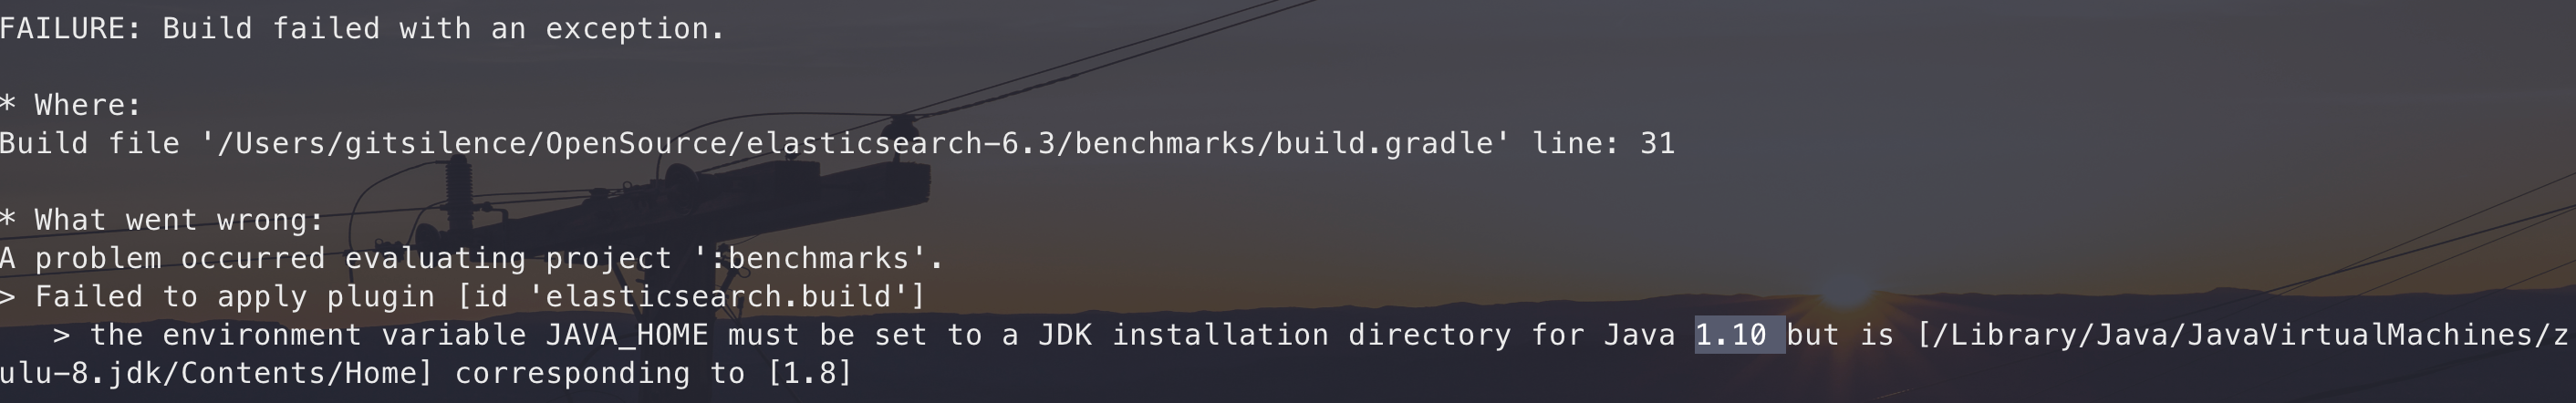 FAILURE: Build failed with an exception.
* Where:
Build file '/Users/gitsilence/OpenSource/elasticsearch-6.3/benchmarks/build.gradle' line: 31
* What went wrong:
A problem occurred evaluating project ':benchmarks'.
> Failed to apply plugin [id 'elasticsearch.build']
> the environment variable JAVA_HOME must be set to a JDK installation directory for Java 1.10 but is [/Library/Java/JavaVirtualMachines/z
ulu-8.jdk/Contents/Home] corresponding to [1.8]